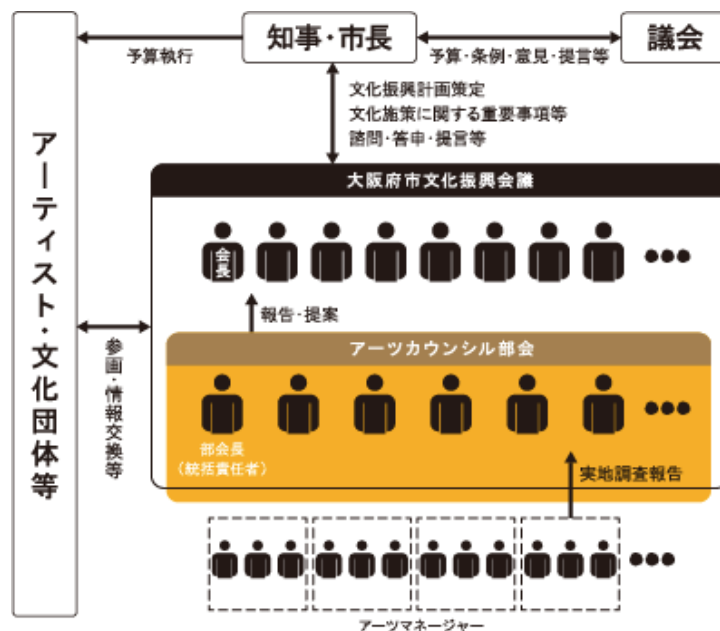 知事・市長
議会
予算執行
予算・条例・意見・提言等
文化振興計画策定
文化施策に関する重要事項等
諮問・答申・提言等
アーティスト・文化団体等
大阪府市文化振興会議
会長
報告・提案
参画・情報交換等
アーツカウンシル部会
部会長
（統括責任者）
実地調査報告
アーツマネージャー